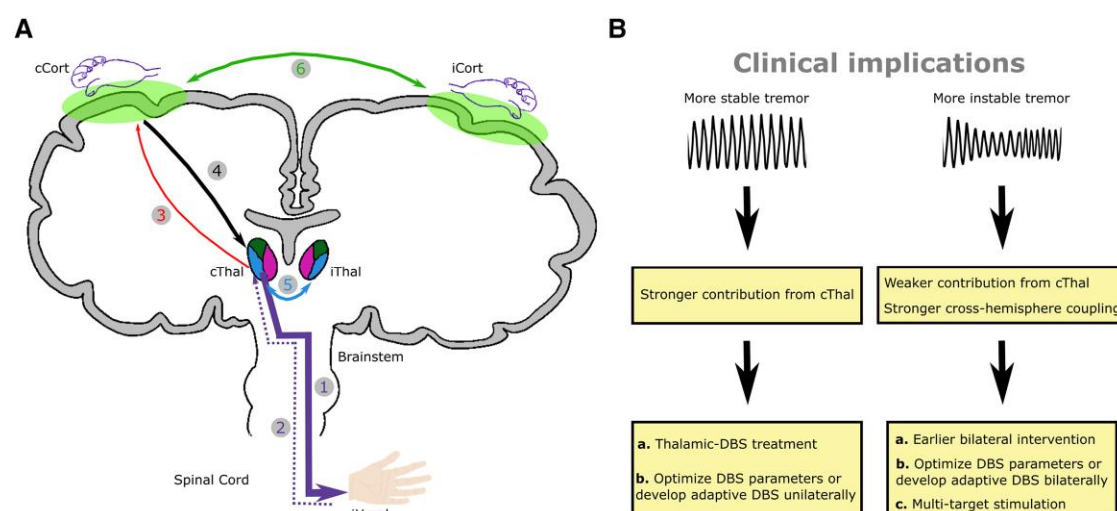 A
cCort
iCort
6
4
3
cThal
iThal
5
Brainstem
1
2
Spinal Cord
B
Clinical implications
More stable tremor
More instable tremor
Stronger contribution from cThal
Weaker contribution from cThal
Stronger cross-hemisphere coupling
a. Thalamic-DBS treatment
b. Optimize DBS parameters or
develop adaptive DBS unilaterally
a. Earlier bilateral intervention
b. Optimize DBS parameters or
develop adaptive DBS bilaterally
c. Multi-target stimulation